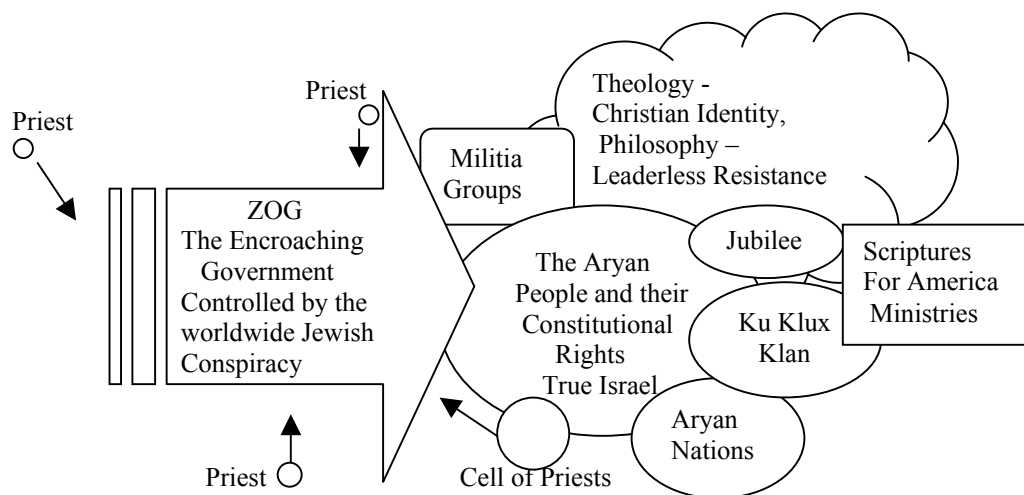 Priest
Priest
Theology -
Christian Identity,
Philosophy –
Leaderless Resistance
Militia
Groups
ZOG
The Encroaching
Government
Controlled by the
worldwide Jewish
Conspiracy
The Aryan
People and their
Constitutional
Rights
True Israel
Jubilee
Scriptures
For America
Ministries
Ku Klux
Klan
Aryan
Nations
Priest
Cell of Priests